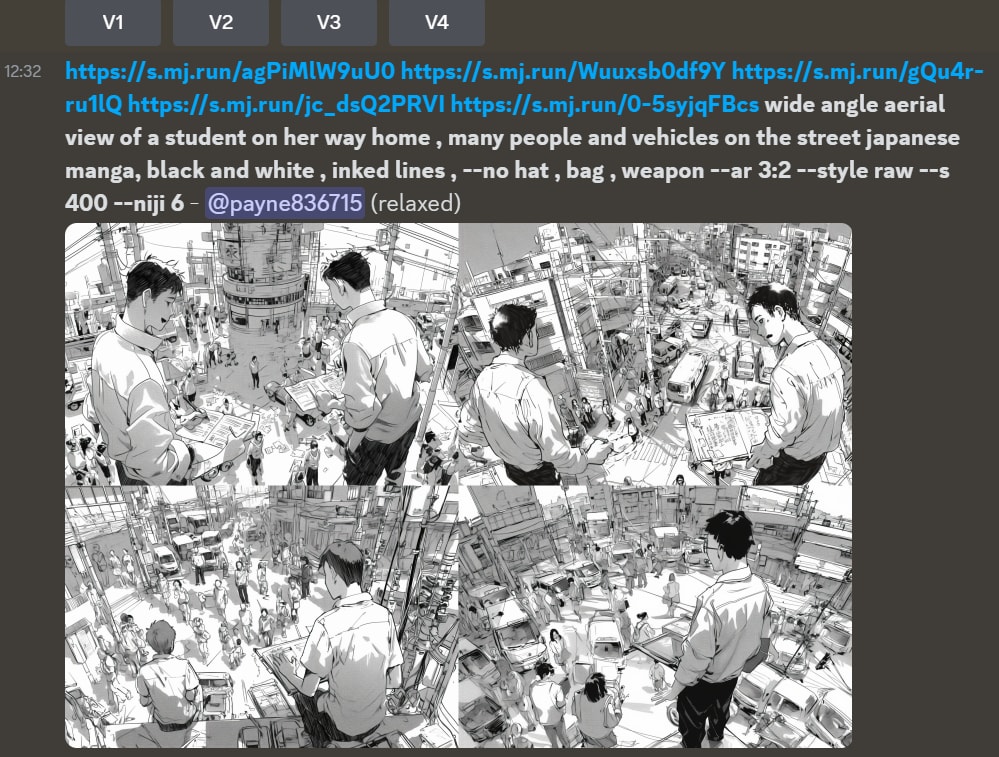 V1 V2 V3 V4
12:32 https://s.mj.run/agPiMlW9uU0 https://s.mj.run/Wuuxsb0df9Y https://s.mj.run/gQu4r-
ru1lQ https://s.mj.run/jc_dsQ2PRVI https://s.mj.run/0-5syjqFBcs wide angle aerial
view of a student on her way home , many people and vehicles on the street japanese
manga, black and white , inked lines , --no hat , bag , weapon --ar 3:2 --style raw --s
400 --niji 6 - @payne836715 (relaxed)